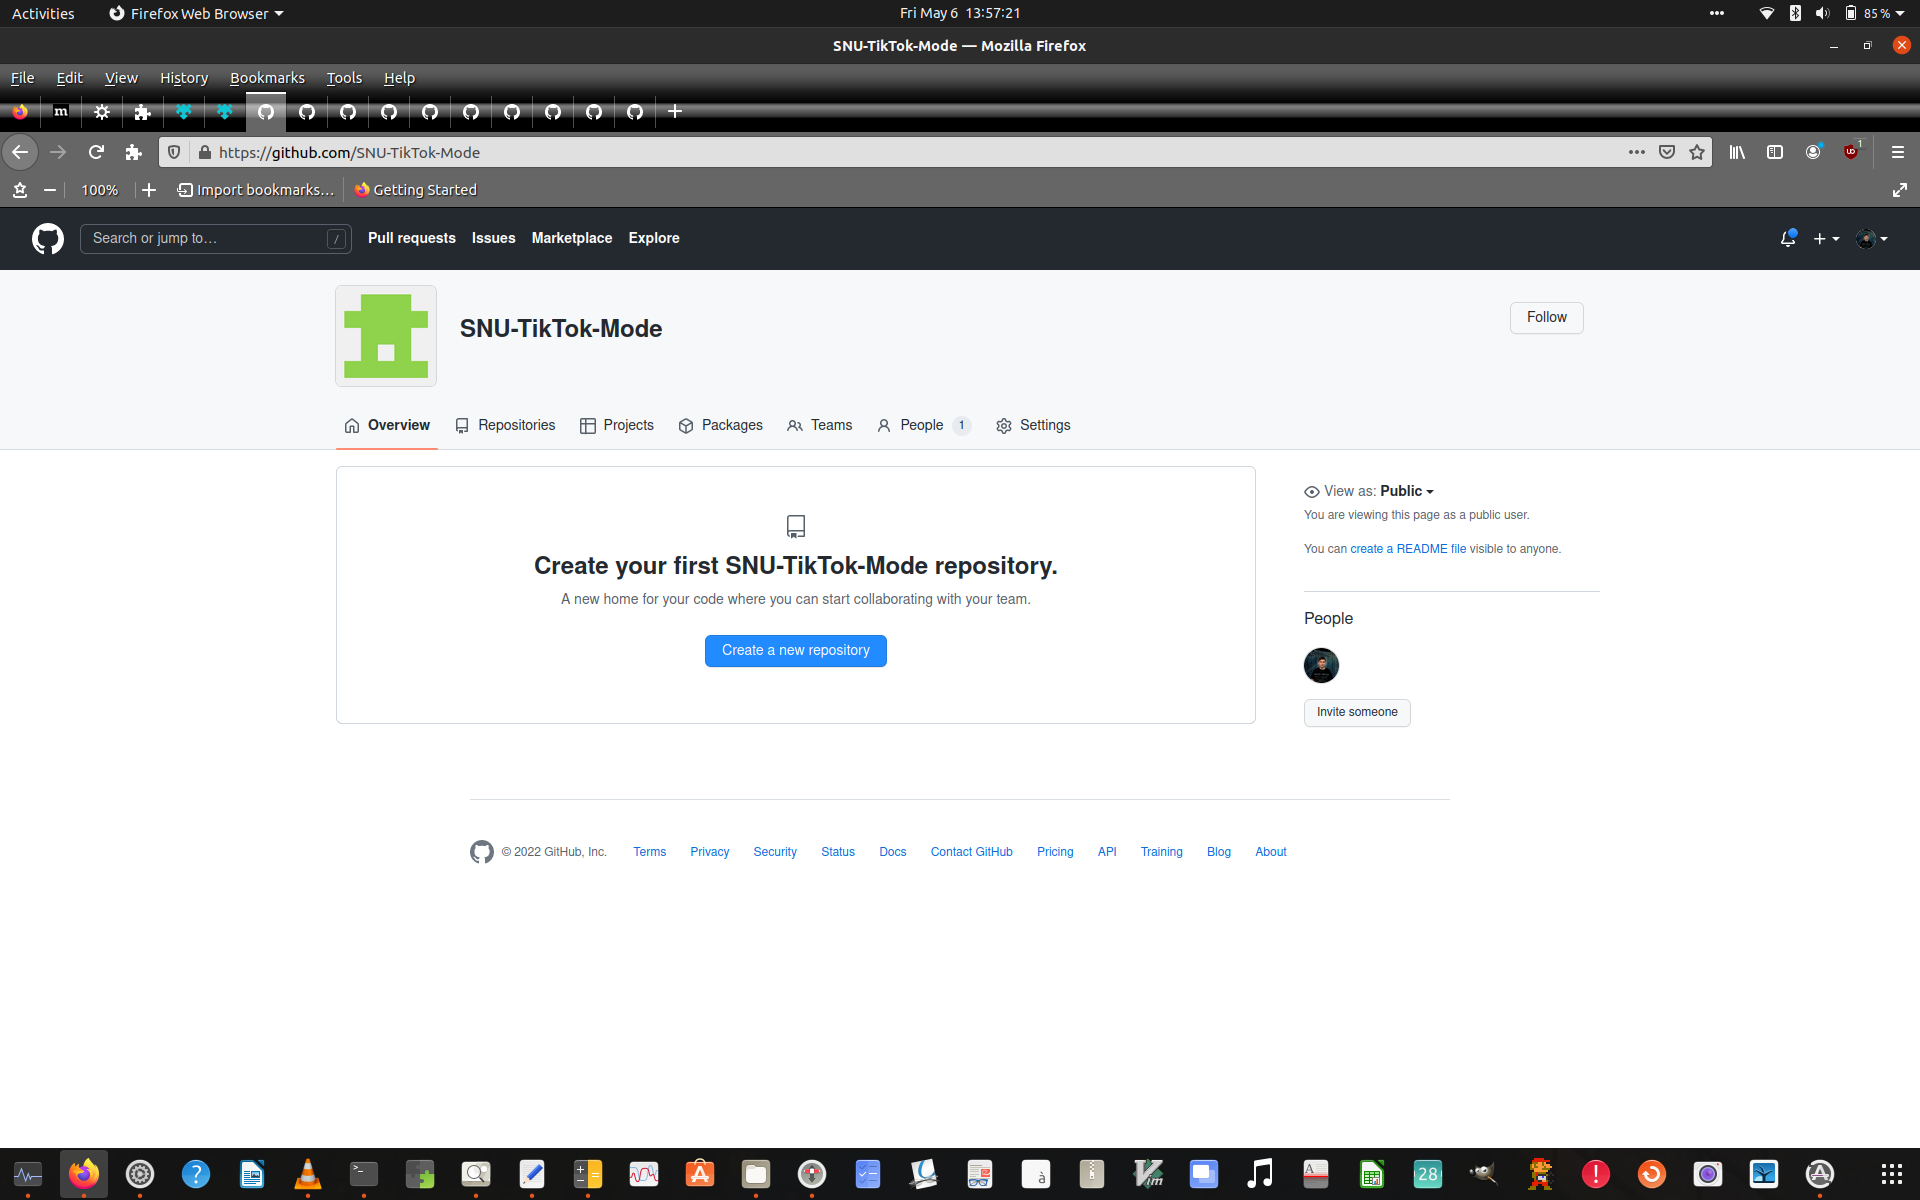 Activities Firefox Web Browser Fri May 6 13:57:21 85%
SNU-TikTok-Mode — Mozilla Firefox
File Edit View History Bookmarks Tools Help
m
https://github.com/SNU-TikTok-Mode 1
100% Import bookmarks... Getting Started
Search or jump to... / Pull requests Issues Marketplace Explore
SNU-TikTok-Mode Follow
Overview Repositories Projects Packages Teams People 1 Settings
View as: Public
You are viewing this page as a public user.
You can create a README file visible to anyone.
Create your first SNU-TikTok-Mode repository.
A new home for your code where you can start collaborating with your team.
Create a new repository
People
Invite someone
© 2022 GitHub, Inc. Terms Privacy Security Status Docs Contact GitHub Pricing API Training Blog About
28